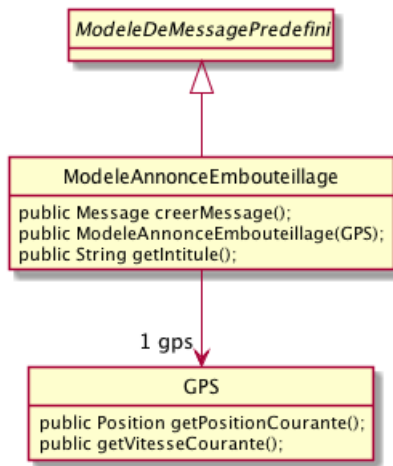 ModeleDeMessagePredefini
ModeleAnnonceEmbouteillage
public Message creerMessage();
public ModeleAnnonceEmbouteillage(GPS);
public String getIntitule();
1 gps
GPS
public Position getPositionCourante();
public getVitesseCourante();